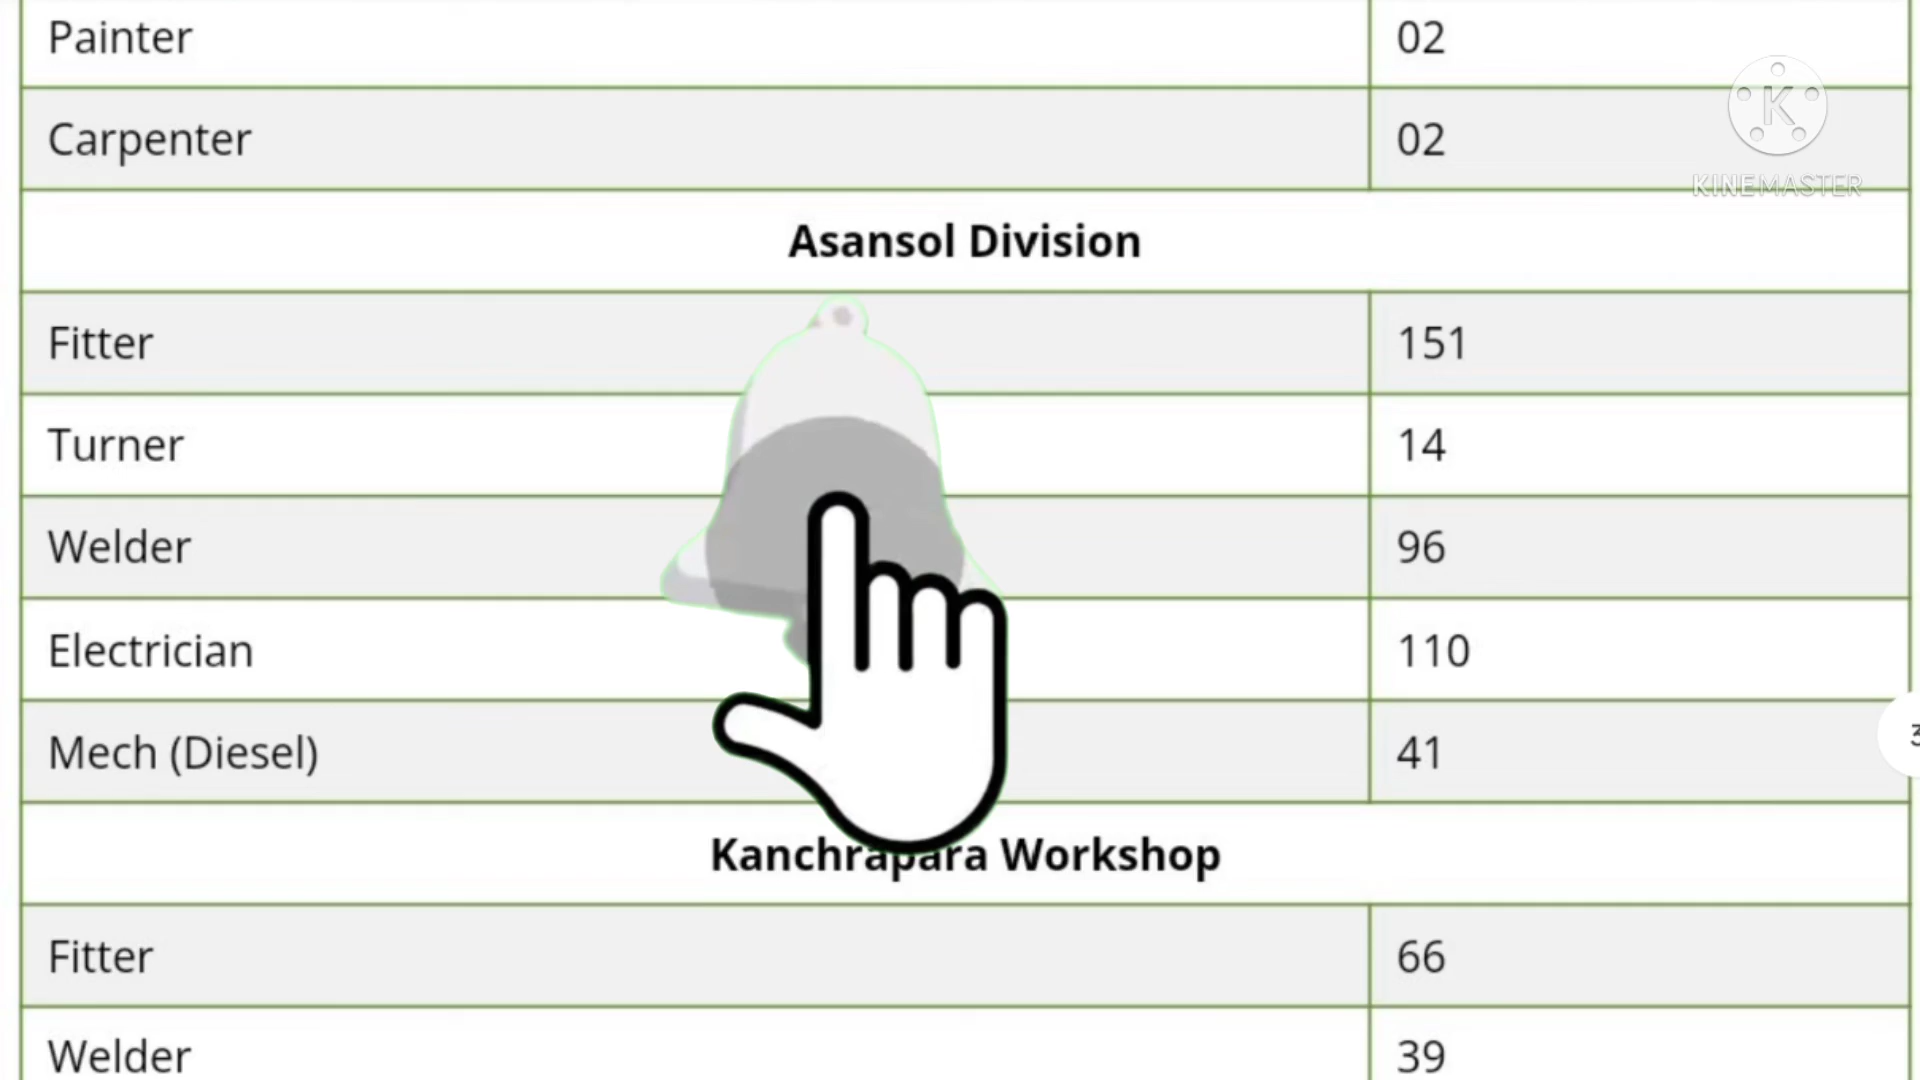 Painter 02
Carpenter 02
K
KINEMASTER
Asansol Division
Fitter 151
Turner 14
Welder 96
Electrician 110
Mech (Diesel) 41
Kanchrapara Workshop
Fitter 66
Welder 39